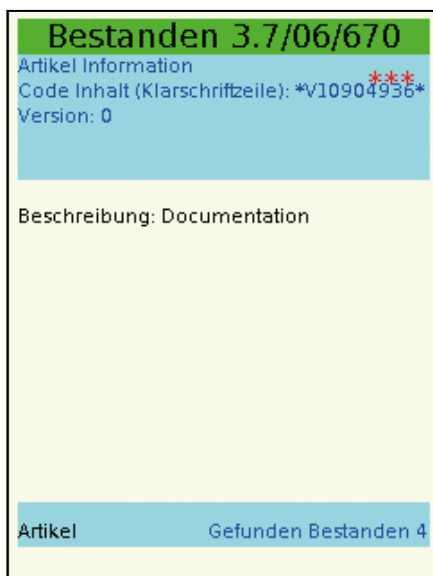 Bestanden 3.7/06/670
Artikel Information
***
Code Inhalt (Klarschriftzeile): *V10904936*
Version: 0
Beschreibung: Documentation
Artikel Gefunden Bestanden 4